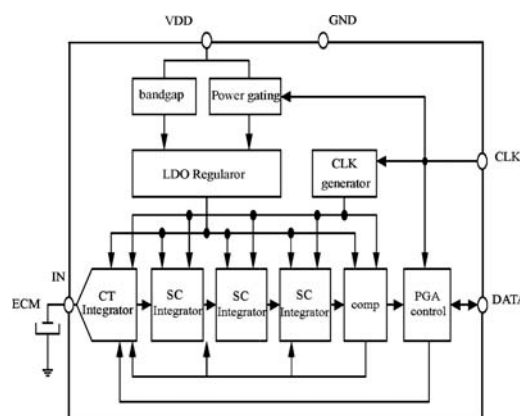 VDD
GND
bandgap
Power gating
CLK
LDO Regularor
CLK
generator
IN
ECM
CT
Integrator
SC
Integrator
SC
Integrator
SC
Integrator
comp
PGA
control
DATA